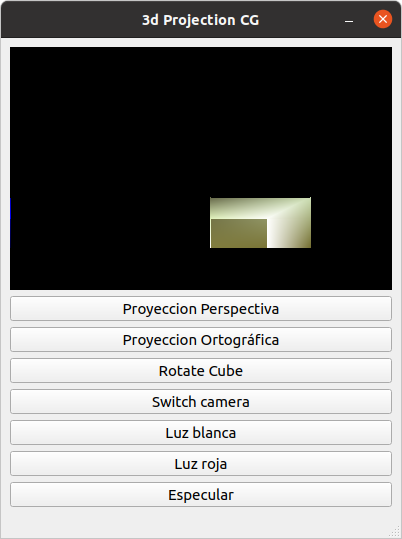 3d Projection CG
Proyeccion Perspectiva
Proyeccion Ortográfica
Rotate Cube
Switch camera
Luz blanca
Luz roja
Especular